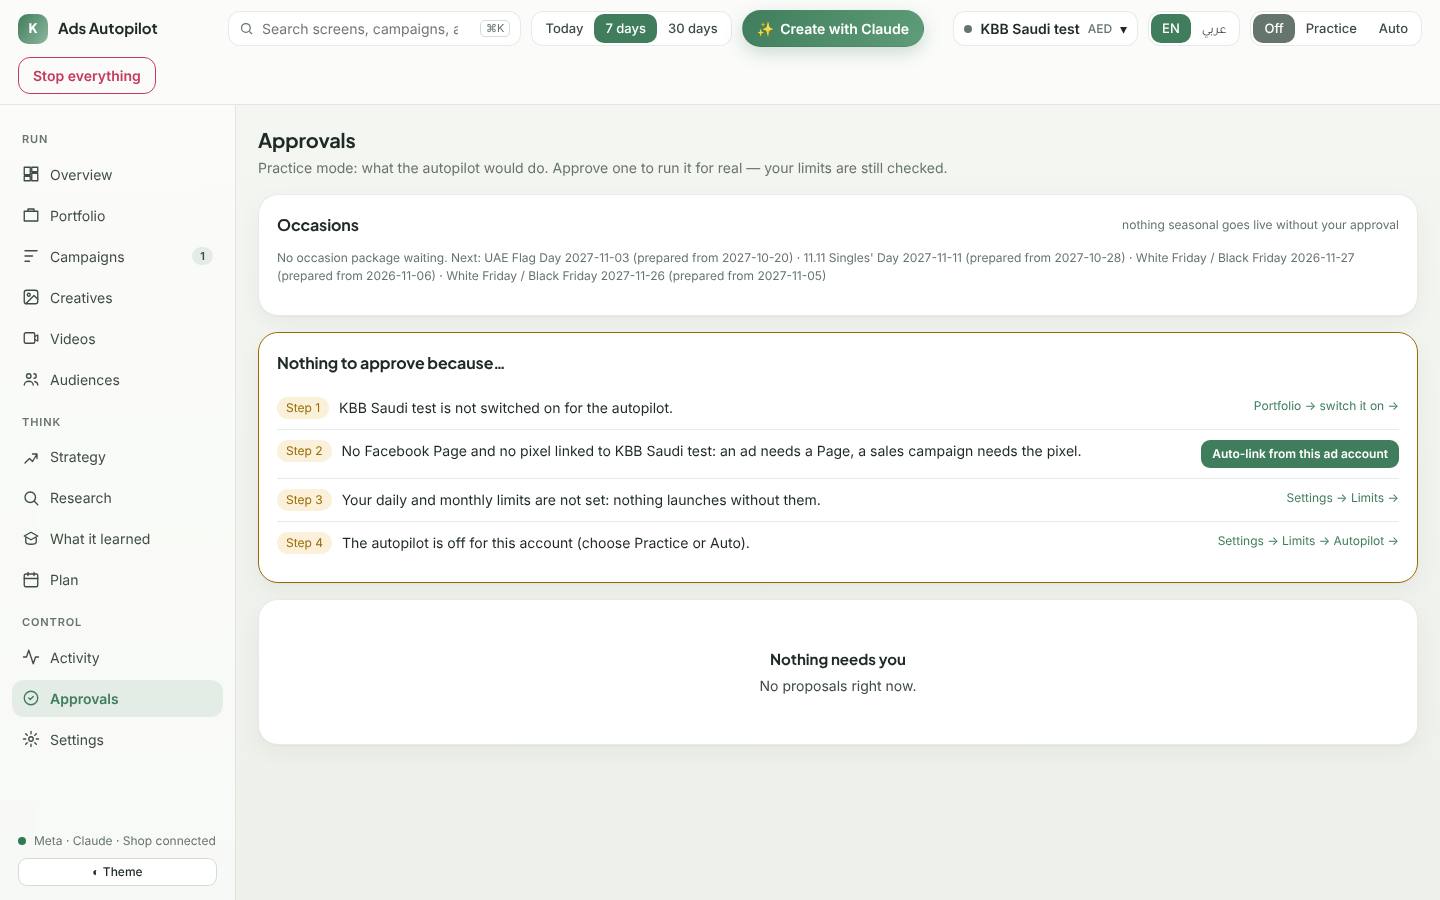 K Ads Autopilot
Search screens, campaigns, a ⌘K
Today 7 days 30 days
✨ Create with Claude
KBB Saudi test AED ▾
EN عربي
Off Practice Auto
Stop everything
RUN
Overview
Portfolio
Campaigns 1
Creatives
Videos
Audiences
THINK
Strategy
Research
What it learned
Plan
CONTROL
Activity
Approvals
Settings
Meta · Claude · Shop connected
Theme
Approvals
Practice mode: what the autopilot would do. Approve one to run it for real — your limits are still checked.
Occasions
nothing seasonal goes live without your approval
No occasion package waiting. Next: UAE Flag Day 2027-11-03 (prepared from 2027-10-20) · 11.11 Singles' Day 2027-11-11 (prepared from 2027-10-28) · White Friday / Black Friday 2026-11-27
(prepared from 2026-11-06) · White Friday / Black Friday 2027-11-26 (prepared from 2027-11-05)
Nothing to approve because…
Step 1 KBB Saudi test is not switched on for the autopilot. Portfolio → switch it on →
Step 2 No Facebook Page and no pixel linked to KBB Saudi test: an ad needs a Page, a sales campaign needs the pixel. Auto-link from this ad account
Step 3 Your daily and monthly limits are not set: nothing launches without them. Settings → Limits →
Step 4 The autopilot is off for this account (choose Practice or Auto). Settings → Limits → Autopilot →
Nothing needs you
No proposals right now.